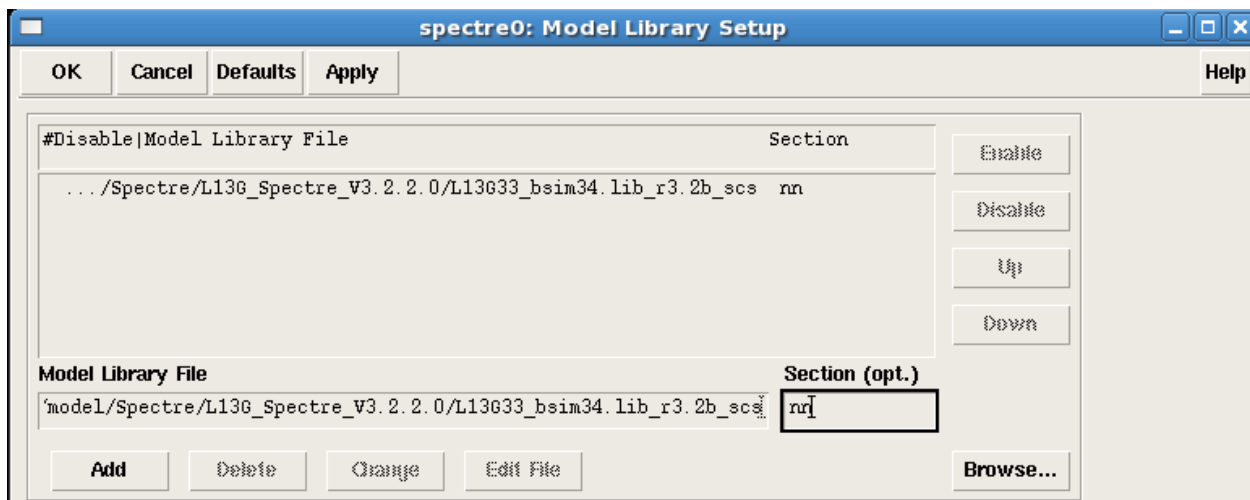 spectre0: Model Library Setup
OK Cancel Defaults Apply Help
#Disable|Model Library File Section
Enable
.../Spectre/L13G_Spectre_V3.2.2.0/L13G33_bsim34.lib_r3.2b_scs nn
Disable
Up
Down
Model Library File Section (opt.)
model/Spectre/L13G_Spectre_V3.2.2.0/L13G33_bsim34.lib_r3.2b_scs nn
Add Delete Change Edit File Browse...